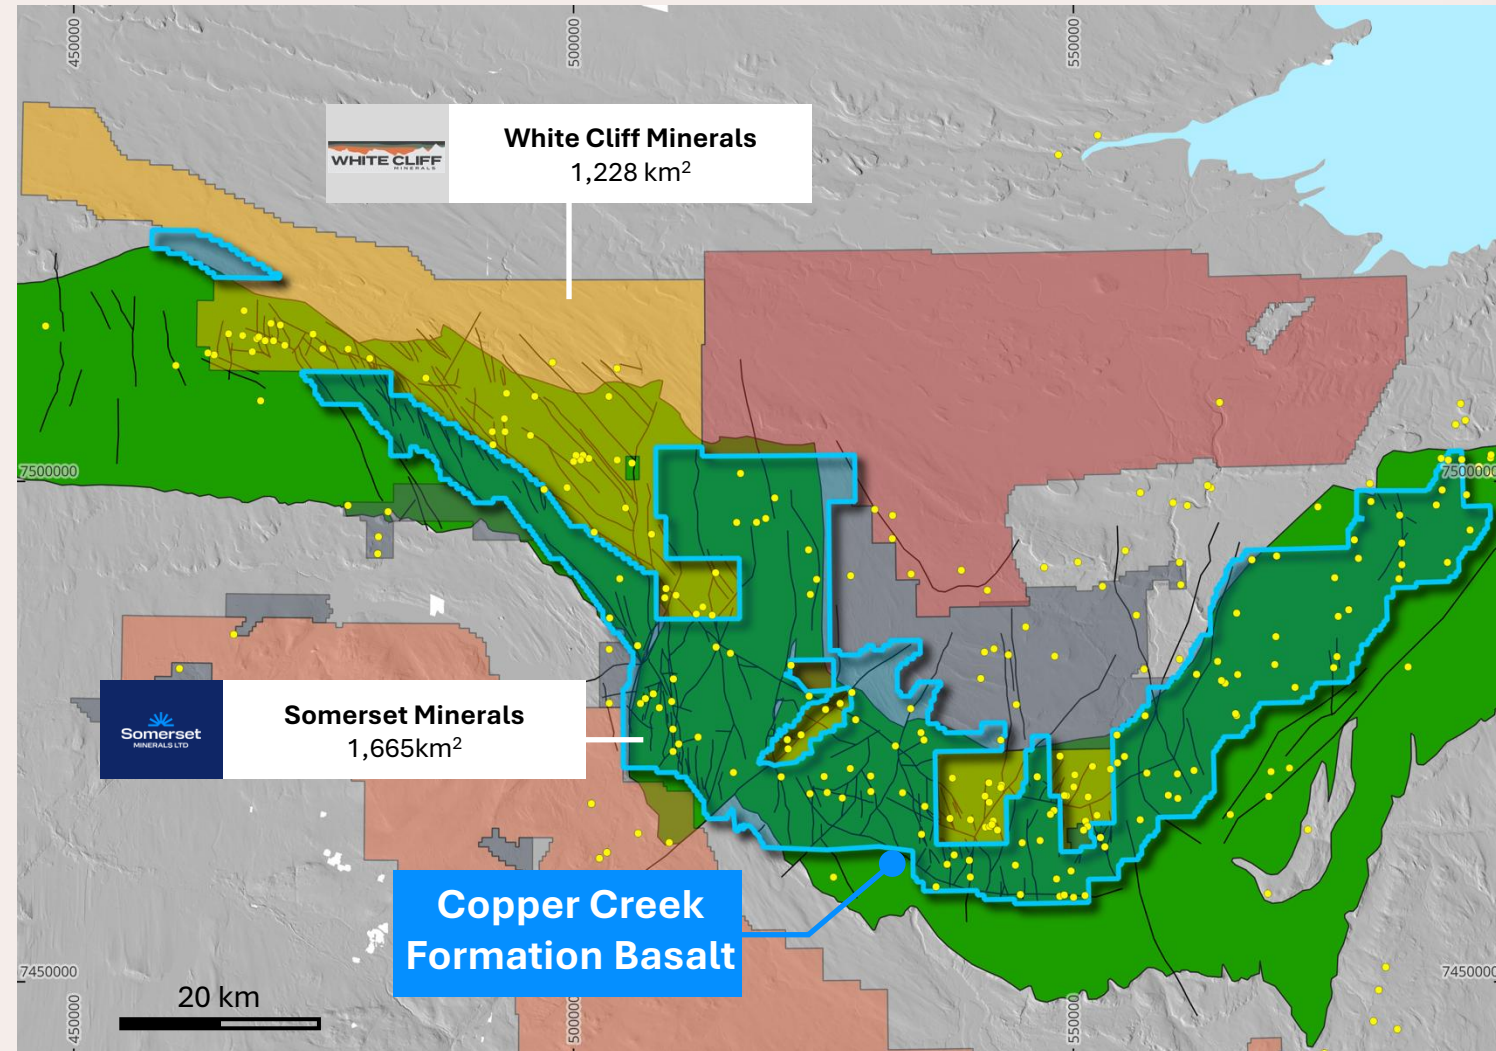 450000
500000
550000
WHITE CLIFF
MINERALS
White Cliff Minerals
1,228 km²
7500000
7500000
Somerset
MINERALS LTD
Somerset Minerals
1,665km²
Copper Creek
Formation Basalt
7450000
7450000
20 km
450000
500000
550000